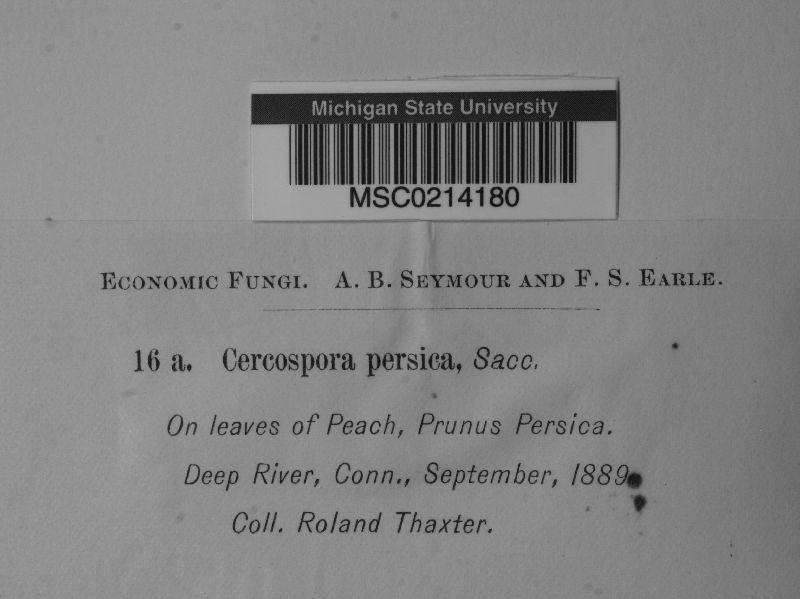 Michigan State University
MSC0214180
ECONOMIC FUNGI. A. B. SEYMOUR AND F. S. EARLE.
16 a. Cercospora persica, Sacc.
On leaves of Peach, Prunus Persica.
Deep River, Conn., September, 1889.
Coll. Roland Thaxter.